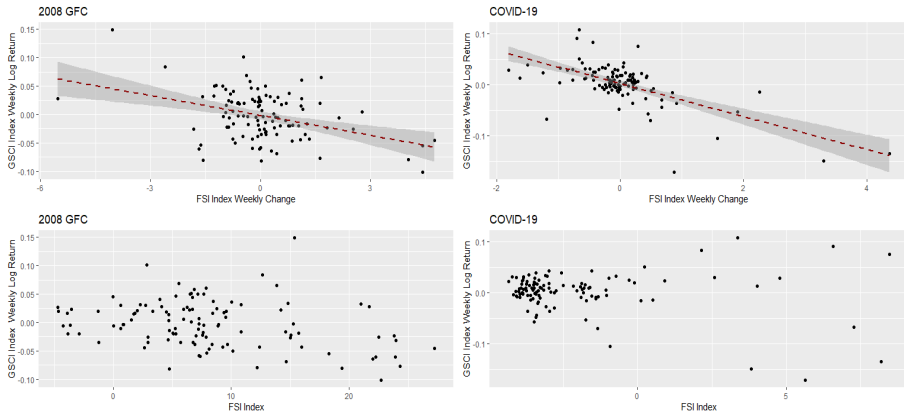 2008 GFC
GSCI Index Weekly Log Return
0.15
0.10
0.05
0.00
-0.05
-0.10
-6
-3
0
3
FSI Index Weekly Change
COVID-19
GSCI Index Weekly Log Return
0.1
0.0
-0.1
-2
-1
0
1
2
3
4
FSI Index Weekly Change
2008 GFC
GSCI Index Weekly Log Return
0.15
0.10
0.05
0.00
-0.05
-0.10
0
10
20
FSI Index
COVID-19
GSCI Index Weekly Log Return
0.1
0.0
-0.1
0
5
FSI Index